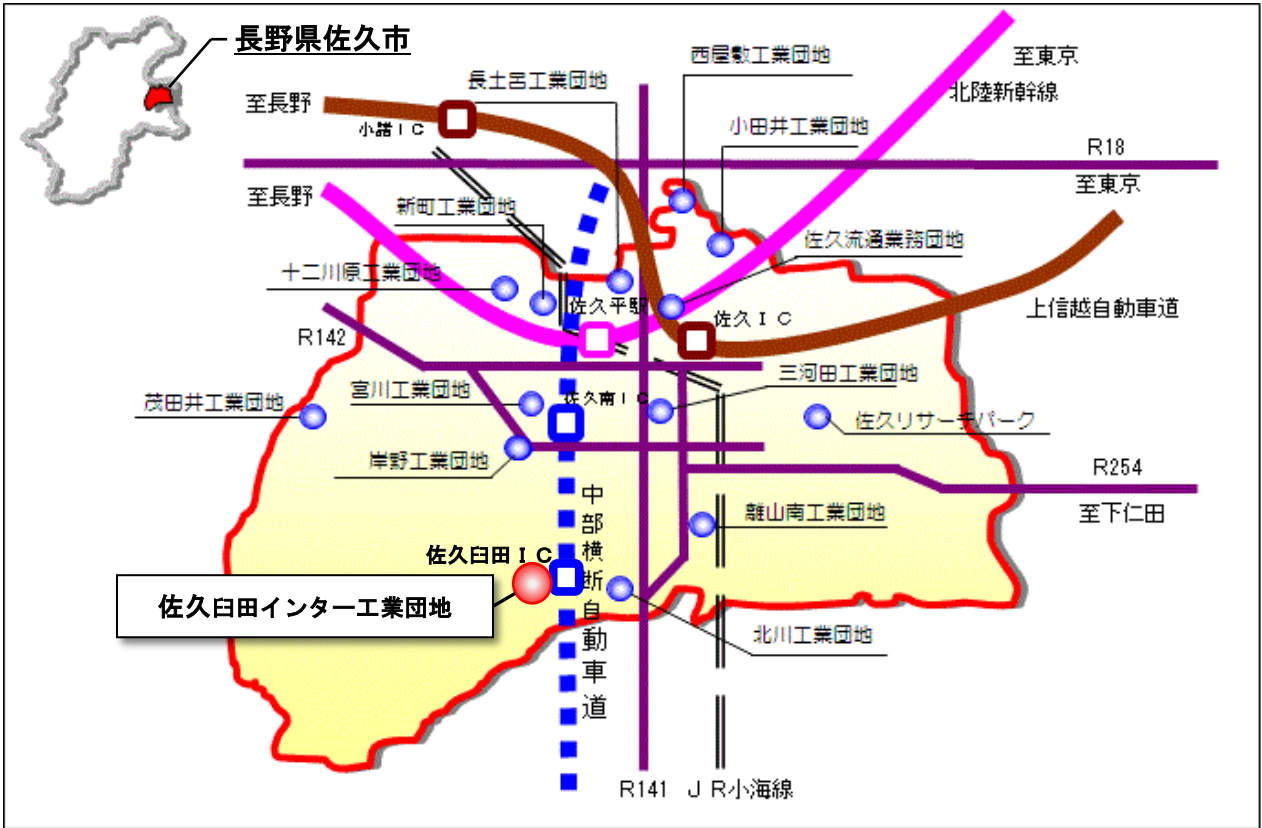 長野県佐久市
西屋敷工業団地
至東京
長土呂工業団地
北陸新幹線
至長野
小諸ＩＣ
小田井工業団地
R18
至東京
至長野
新町工業団地
佐久流通業務団地
十二川原工業団地
佐久平駅
佐久ＩＣ
上信越自動車道
R142
三河田工業団地
宮川工業団地
佐久南ＩＣ
茂田井工業団地
佐久リサーチパーク
岸野工業団地
R254
中部横断自動車道
離山南工業団地
至下仁田
佐久臼田ＩＣ
佐久臼田インター工業団地
北川工業団地
R141
ＪＲ小海線